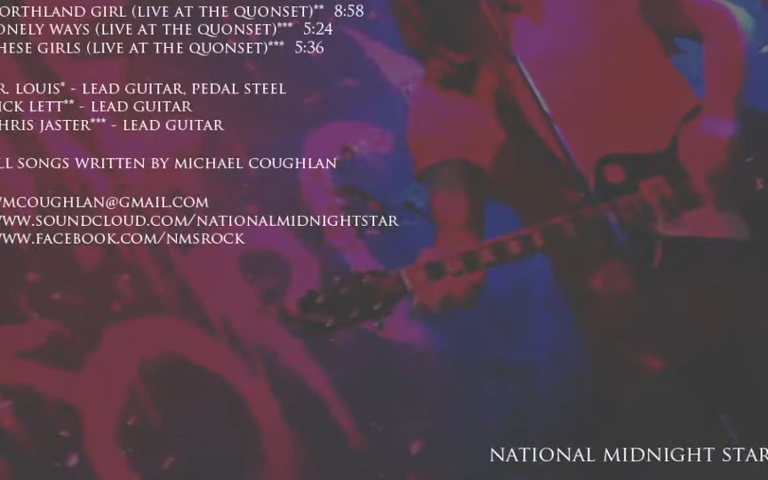 ORTHLAND GIRL (LIVE AT THE QUONSET)** 8:58
ONELY WAYS (LIVE AT THE QUONSET)*** 5:24
HESE GIRLS (LIVE AT THE QUONSET)*** 5:36
R. LOUIS* - LEAD GUITAR, PEDAL STEEL
ICK LETT** - LEAD GUITAR
HRIS JASTER*** - LEAD GUITAR
LL SONGS WRITTEN BY MICHAEL COUGHLAN
MCOUGHLAN@GMAIL.COM
WW.SOUNDCLOUD.COM/NATIONALMIDNIGHTSTAR
WW.FACEBOOK.COM/NMSROCK
NATIONAL MIDNIGHT STAR